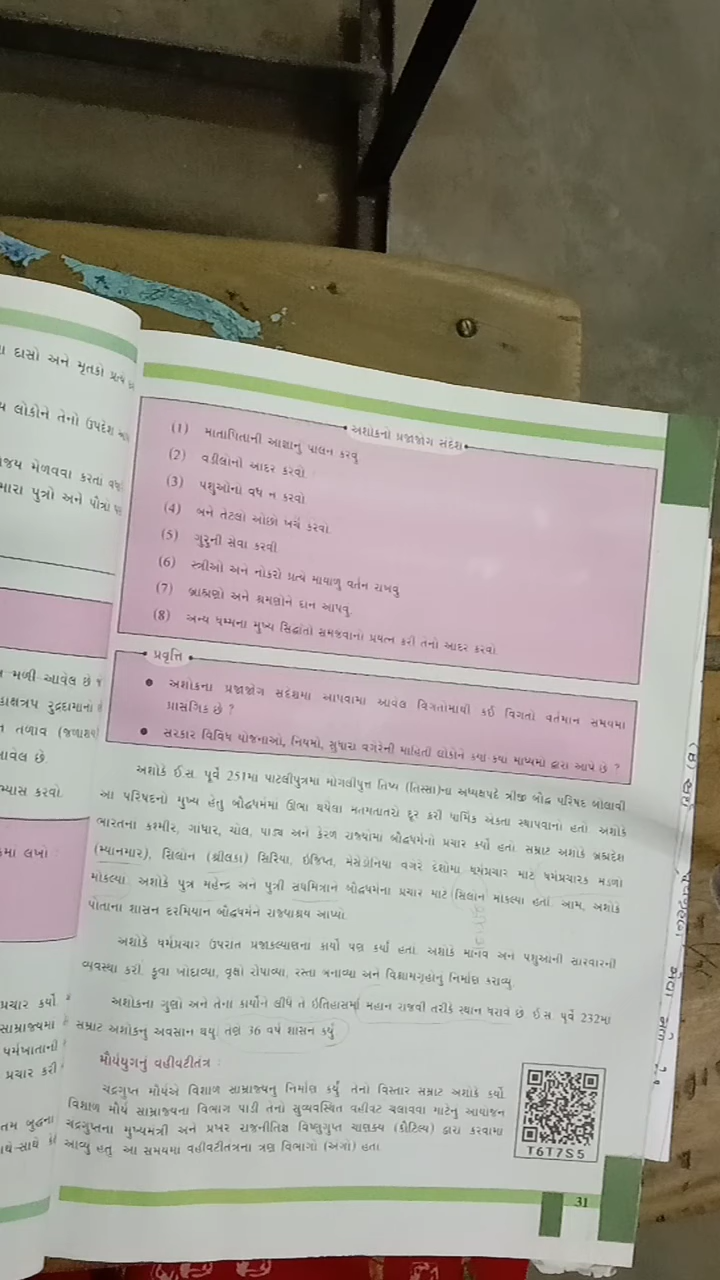 દાસો અને મૃતકો પ્રત્યે
લોકોને તેનો ઉપદેશ
મેળવવા કરતાં
મારા પુત્રો અને પૌત્રો
મળી આવેલ છે
રુદ્રદામાનો
તળાવ
આવેલ છે
કરવો.
લખો :
પ્રચાર કર્યો
સામ્રાજ્યમાં
પ્રચાર કરી
બુદ્ધના
અશોકનો પ્રજાજોગ સંદેશ
(1) માતાપિતાની આજ્ઞાનું પાલન કરવું
(2) વડીલોનો આદર કરવો
(3) પશુઓનો વધ ન કરવો
(4) બને તેટલો ઓછો ખર્ચ કરવો.
(5) ગુરુની સેવા કરવી
(6) સ્ત્રીઓ અને નોકરો પ્રત્યે માયાળુ વર્તન રાખવું
(7) બ્રાહ્મણો અને શ્રમણોને દાન આપવું.
(8) અન્ય ધમ્મના મુખ્ય સિદ્ધાંતો સમજવાનો પ્રયત્ન કરી તેનો આદર કરવો.
પ્રવૃત્તિ
● અશોકના પ્રજાજોગ સંદેશમાં આપવામાં આવેલ વિગતોમાંથી કઈ વિગતો વર્તમાન સમયમાં
પ્રાસંગિક છે ?
● સરકાર વિવિધ યોજનાઓ, નિયમો, સુધારા વગેરેની માહિતી લોકોને ક્યા-ક્યા માધ્યમો દ્વારા આપે છે ?
અશોકે ઈ.સ. પૂર્વે 251માં પાટલીપુત્રમાં મોગલીપુત્ત તિષ્ય (તિસ્સા)ના અધ્યક્ષપદે ત્રીજી બૌદ્ધ પરિષદ બોલાવી
આ પરિષદનો મુખ્ય હેતુ બૌદ્ધધર્મમાં ઊભા થયેલા મતમતાંતરો દૂર કરી ધાર્મિક એકતા સ્થાપવાનો હતો. અશોકે
ભારતના કશ્મીર, ગાંધાર, ચોલ, પાંડ્ય અને કેરળ રાજ્યોમાં બૌદ્ધધર્મનો પ્રચાર કર્યો હતો. સમ્રાટ અશોકે બ્રહ્મદેશ
(મ્યાનમાર), સિલોન (શ્રીલંકા) સિરિયા, ઇજિપ્ત, મેસેડોનિયા વગેરે દેશોમાં ધર્મપ્રચાર માટે ધર્મપ્રચારક મંડળો
મોકલ્યા. અશોકે પુત્ર મહેન્દ્ર અને પુત્રી સંઘમિત્રાને બૌદ્ધધર્મના પ્રચાર માટે સિલોન મોકલ્યા હતાં. આમ, અશોકે
પોતાના શાસન દરમિયાન બૌદ્ધધર્મને રાજ્યાશ્રય આપ્યો.
અશોકે ધર્મપ્રચાર ઉપરાંત પ્રજાકલ્યાણના કાર્યો પણ કર્યાં હતાં. અશોકે માનવ અને પશુઓની સારવારની
વ્યવસ્થા કરી. કૂવા ખોદાવ્યા, વૃક્ષો રોપાવ્યા, રસ્તા બનાવ્યા અને વિશ્રામગૃહોનું નિર્માણ કરાવ્યુ.
અશોકના ગુણો અને તેના કાર્યોને લીધે તે ઇતિહાસમાં મહાન રાજવી તરીકે સ્થાન ધરાવે છે. ઈ.સ. પૂર્વે 232માં
સમ્રાટ અશોકનું અવસાન થયું. તેણે 36 વર્ષ શાસન કર્યું.
મૌર્યયુગનું વહીવટીતંત્ર :
ચંદ્રગુપ્ત મૌર્યએ વિશાળ સામ્રાજ્યનું નિર્માણ કર્યું. તેનો વિસ્તાર સમ્રાટ અશોકે કર્યો.
વિશાળ મૌર્ય સામ્રાજ્યના વિભાગ પાડી તેનો સુવ્યવસ્થિત વહીવટ ચલાવવા માટેનું આયોજન
ચંદ્રગુપ્તના મુખ્યમંત્રી અને પ્રખર રાજનીતિજ્ઞ વિષ્ણુગુપ્ત ચાણક્ય (કૌટિલ્ય) દ્વારા કરવામાં
આવ્યું હતું. આ સમયમાં વહીવટીતંત્રના ત્રણ વિભાગો (અંગો) હતા.
T6T7S5
31